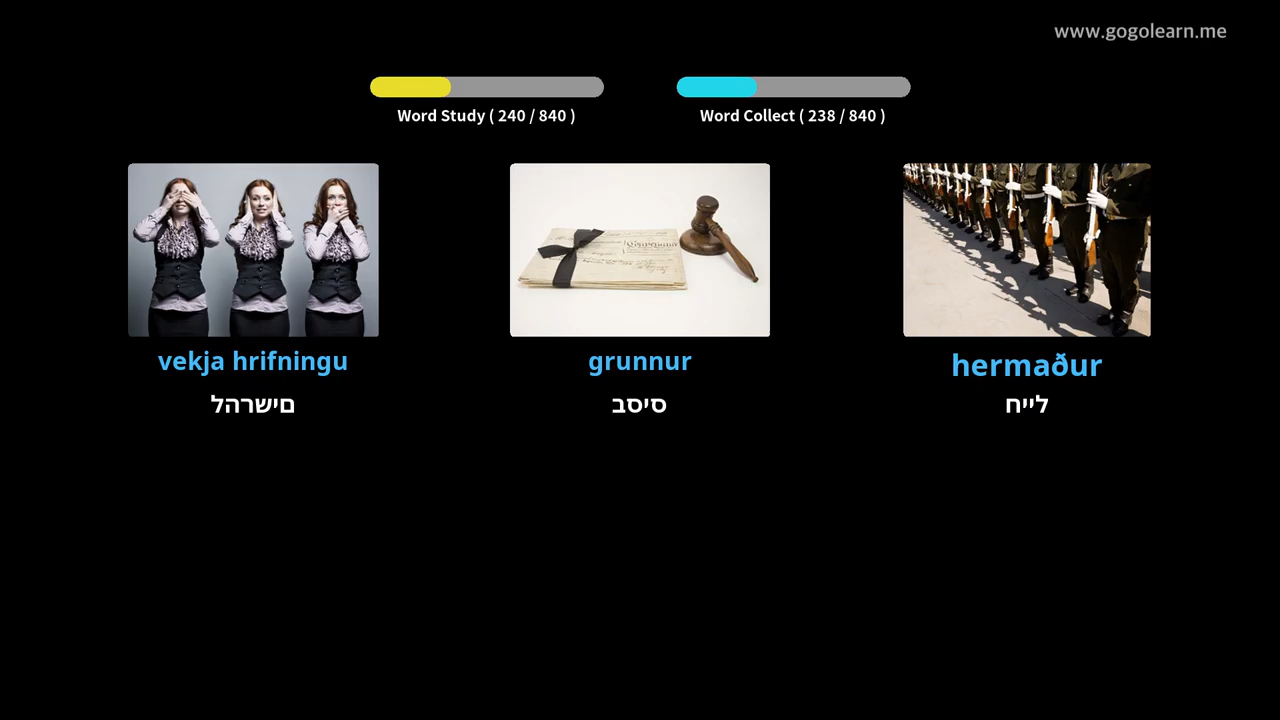 www.gogolearn.me
Word Study ( 240 / 840 )
Word Collect ( 238 / 840 )
vekja hrifningu
םישרהל
grunnur
סיסב
hermaður
לייח